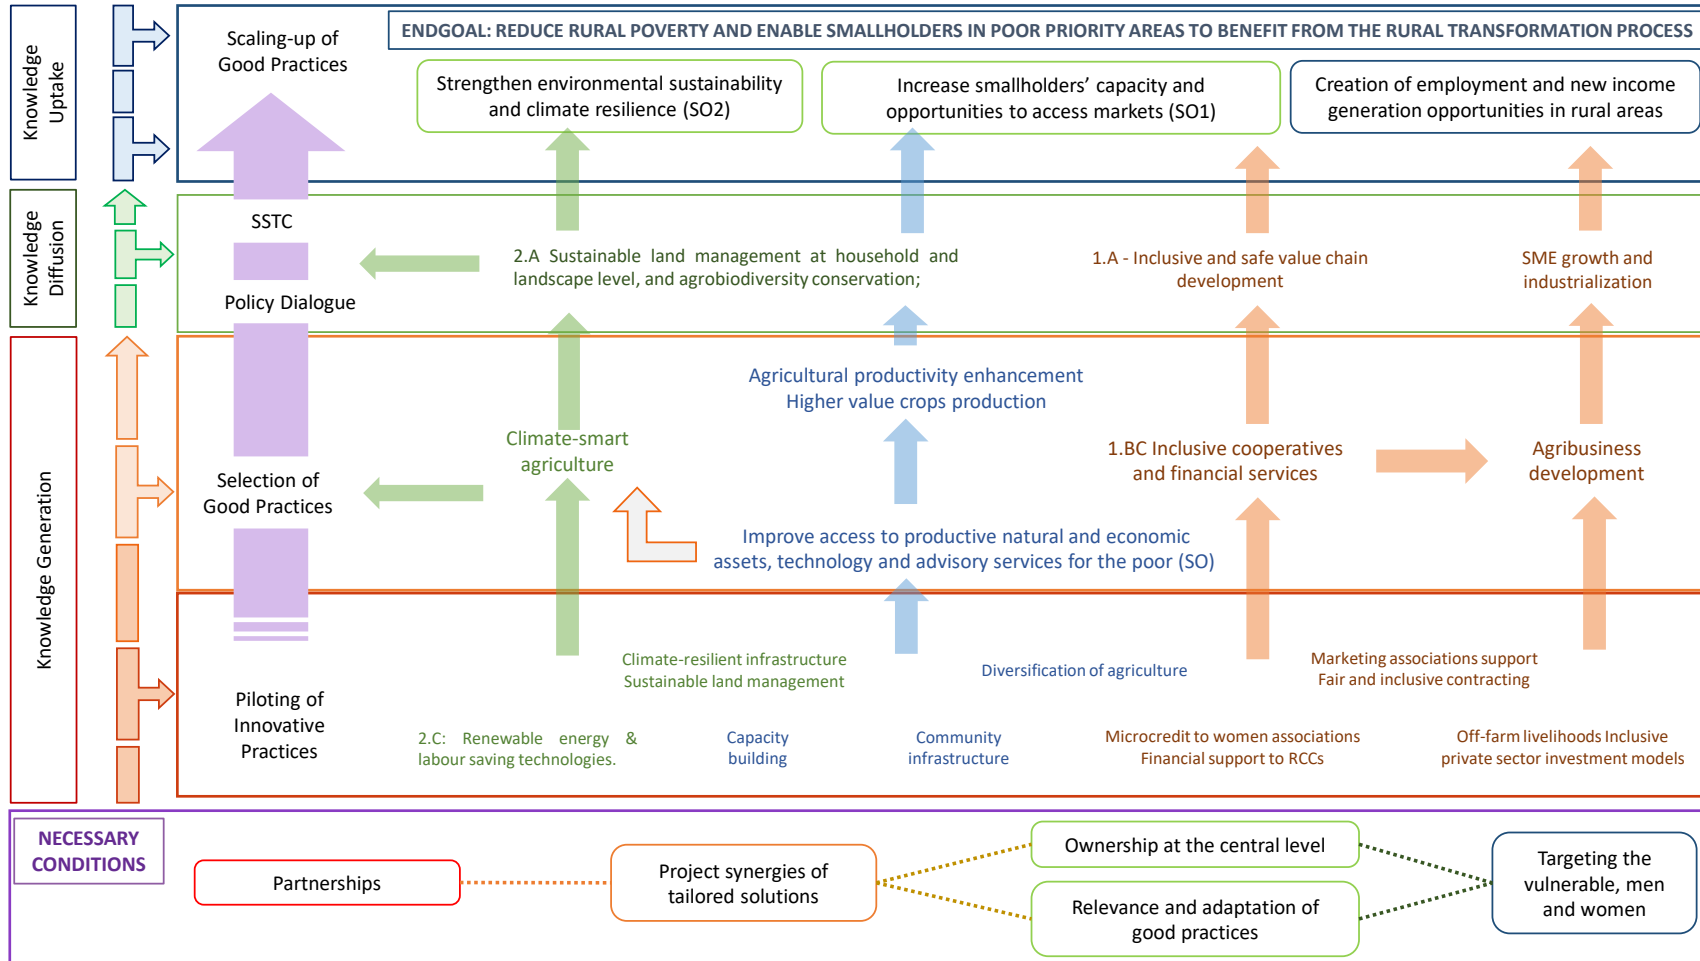 Knowledge
Uptake
Scaling-up of
Good Practices
ENDGOAL: REDUCE RURAL POVERTY AND ENABLE SMALLHOLDERS IN POOR PRIORITY AREAS TO BENEFIT FROM THE RURAL TRANSFORMATION PROCESS
Strengthen environmental sustainability
and climate resilience (SO2)
Increase smallholders’ capacity and
opportunities to access markets (SO1)
Creation of employment and new income
generation opportunities in rural areas
Knowledge
Diffusion
SSTC
Policy Dialogue
2.A Sustainable land management at household and
landscape level, and agrobiodiversity conservation;
1.A - Inclusive and safe value chain
development
SME growth and
industrialization
Knowledge Generation
Agricultural productivity enhancement
Higher value crops production
Selection of
Good Practices
Climate-smart
agriculture
1.BC Inclusive cooperatives
and financial services
Agribusiness
development
Improve access to productive natural and economic
assets, technology and advisory services for the poor (SO)
Piloting of
Innovative
Practices
Climate-resilient infrastructure
Sustainable land management
Diversification of agriculture
Marketing associations support
Fair and inclusive contracting
2.C: Renewable energy &
labour saving technologies.
Capacity
building
Community
infrastructure
Microcredit to women associations
Financial support to RCCs
Off-farm livelihoods Inclusive
private sector investment models
NECESSARY
CONDITIONS
Partnerships
Project synergies of
tailored solutions
Ownership at the central level
Relevance and adaptation of
good practices
Targeting the
vulnerable, men
and women